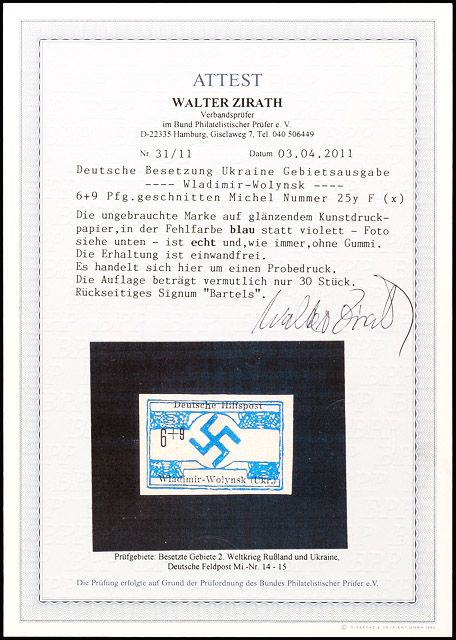 ATTEST
WALTER ZIRATH
Verbandsprüfer
im Bund Philatelistischer Prüfer e. V.
D-22335 Hamburg, Giselaweg 7, Tel. 040 506449
Nr. 31/11 Datum 03.04.2011
Deutsche Besetzung Ukraine Gebietsausgabe
---- Wladimir-Wolynsk ----
6+9 Pfg.geschnitten Michel Nummer 25y F (x)
Die ungebrauchte Marke auf glänzendem Kunstdruck-
papier,in der Fehlfarbe blau statt violett - Foto
siehe unten - ist echt und,wie immer,ohne Gummi.
Die Erhaltung ist einwandfrei.
Es handelt sich hier um einen Probedruck.
Die Auflage beträgt vermutlich nur 30 Stück.
Rückseitiges Signum "Bartels".
Walter Zirath
Deutsche Hilfspost
6+9
Wladimir-Wolynsk (Ukr.)
Prüfgebiete: Besetzte Gebiete 2. Weltkrieg Rußland und Ukraine,
Deutsche Feldpost Mi.-Nr. 14 - 15
Die Prüfung erfolgte auf Grund der Prüfordnung des Bundes Philatelistischer Prüfer e.V.